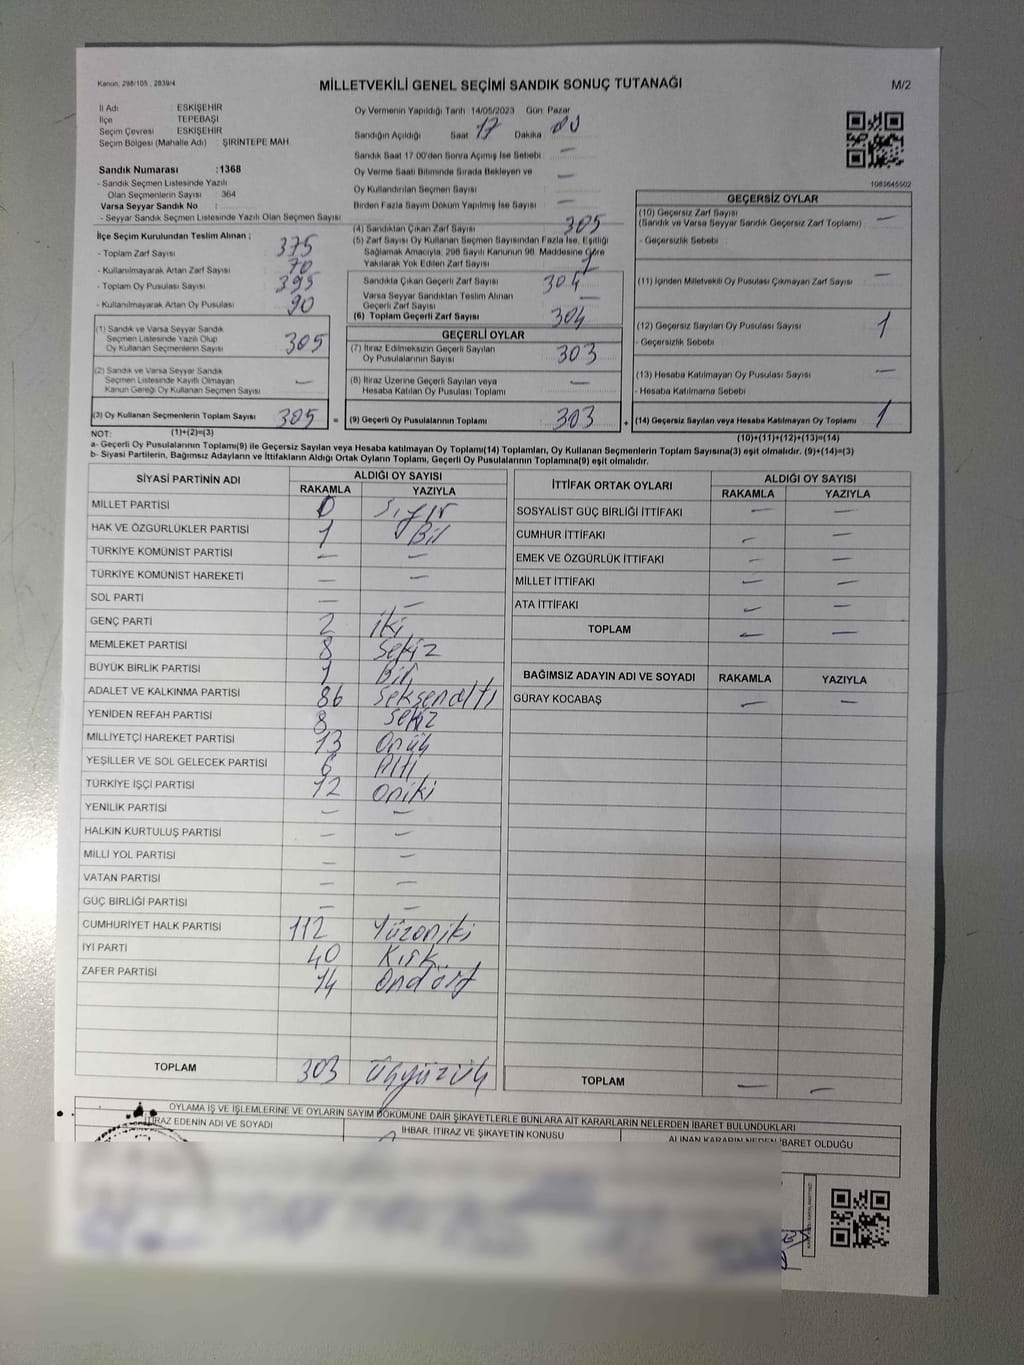 Kanun: 298/105 , 2839/4
MİLLETVEKİLİ GENEL SEÇİMİ SANDIK SONUÇ TUTANAĞI
M/2
İl Adı : ESKİŞEHİR
İlçe : TEPEBAŞI
Seçim Çevresi : ESKİŞEHİR
Seçim Bölgesi (Mahalle Adı) : ŞİRİNTEPE MAH.
Sandık Numarası :1368
- Sandık Seçmen Listesinde Yazılı
Olan Seçmenlerin Sayısı : 364
Varsa Seyyar Sandık No :
- Seyyar Sandık Seçmen Listesinde Yazılı Olan Seçmen Sayısı :
Oy Vermenin Yapıldığı Tarih 14/05/2023 Gün Pazar
Sandığın Açıldığı Saat 17 Dakika 00
Sandık Saat 17.00'den Sonra Açılmış İse Sebebi : —
Oy Verme Saati Bitiminde Sırada Bekleyen ve
Oy Kullandırılan Seçmen Sayısı : —
Birden Fazla Sayım Döküm Yapılmış İse Sayısı : —
1083645502
İlçe Seçim Kurulundan Teslim Alınan ;
- Toplam Zarf Sayısı : 375
- Kullanılmayarak Artan Zarf Sayısı : 70
- Toplam Oy Pusulası Sayısı : 395
- Kullanılmayarak Artan Oy Pusulası : 90
(1) Sandık ve Varsa Seyyar Sandık
Seçmen Listesinde Yazılı Olup
Oy Kullanan Seçmenlerin Sayısı : 305
(2) Sandık ve Varsa Seyyar Sandık
Seçmen Listesinde Kayıtlı Olmayan
Kanun Gereği Oy Kullanan Seçmen Sayısı : —
(3) Oy Kullanan Seçmenlerin Toplam Sayısı : 305 =
(4) Sandıktan Çıkan Zarf Sayısı : 305
(5) Zarf Sayısı Oy Kullanan Seçmen Sayısından Fazla İse, Eşitliği
Sağlamak Amacıyla, 298 Sayılı Kanunun 98. Maddesine Göre
Yakılarak Yok Edilen Zarf Sayısı : 1
Sandıkta Çıkan Geçerli Zarf Sayısı : 304
Varsa Seyyar Sandıktan Teslim Alınan
Geçerli Zarf Sayısı : —
(6) Toplam Geçerli Zarf Sayısı : 304
GEÇERLİ OYLAR
(7) İtiraz Edilmeksizin Geçerli Sayılan
Oy Pusulalarının Sayısı : 303
(8) İtiraz Üzerine Geçerli Sayılan veya
Hesaba Katılan Oy Pusulası Toplamı : —
(9) Geçerli Oy Pusulalarının Toplamı : 303 +
GEÇERSİZ OYLAR
(10) Geçersiz Zarf Sayısı :
(Sandık ve Varsa Seyyar Sandık Geçersiz Zarf Toplamı) —
- Geçersizlik Sebebi :
(11) İçinden Milletvekili Oy Pusulası Çıkmayan Zarf Sayısı : —
(12) Geçersiz Sayılan Oy Pusulası Sayısı : 1
- Geçersizlik Sebebi :
(13) Hesaba Katılmayan Oy Pusulası Sayısı : —
- Hesaba Katılmama Sebebi :
(14) Geçersiz Sayılan veya Hesaba Katılmayan Oy Toplamı : 1
NOT: (1)+(2)=(3)
(10)+(11)+(12)+(13)=(14)
a- Geçerli Oy Pusulalarının Toplamı(9) ile Geçersiz Sayılan veya Hesaba katılmayan Oy Toplamı(14) Toplamları, Oy Kullanan Seçmenlerin Toplam Sayısına(3) eşit olmalıdır. (9)+(14)=(3)
b- Siyasi Partilerin, Bağımsız Adayların ve İttifakların Aldığı Ortak Oyların Toplamı, Geçerli Oy Pusulalarının Toplamına(9) eşit olmalıdır.
SİYASİ PARTİNİN ADI ALDIĞI OY SAYISI
RAKAMLA YAZIYLA
MİLLET PARTİSİ 0 Sıfır
HAK VE ÖZGÜRLÜKLER PARTİSİ 1 Bir
TÜRKİYE KOMÜNİST PARTİSİ — —
TÜRKİYE KOMÜNİST HAREKETİ — —
SOL PARTİ — —
GENÇ PARTİ 2 iki
MEMLEKET PARTİSİ 8 Sekiz
BÜYÜK BİRLİK PARTİSİ 1 Bir
ADALET VE KALKINMA PARTİSİ 86 Seksenaltı
YENİDEN REFAH PARTİSİ 8 Sekiz
MİLLİYETÇİ HAREKET PARTİSİ 13 Onüç
YEŞİLLER VE SOL GELECEK PARTİSİ 6 Altı
TÜRKİYE İŞÇİ PARTİSİ 12 Oniki
YENİLİK PARTİSİ — —
HALKIN KURTULUŞ PARTİSİ — —
MİLLİ YOL PARTİSİ — —
VATAN PARTİSİ — —
GÜÇ BİRLİĞİ PARTİSİ — —
CUMHURİYET HALK PARTİSİ 112 Yüzoniki
İYİ PARTİ 40 Kırk
ZAFER PARTİSİ 14 Ondört
TOPLAM 303 Üçyüzüç
İTTİFAK ORTAK OYLARI ALDIĞI OY SAYISI
RAKAMLA YAZIYLA
SOSYALİST GÜÇ BİRLİĞİ İTTİFAKI — —
CUMHUR İTTİFAKI — —
EMEK VE ÖZGÜRLÜK İTTİFAKI — —
MİLLET İTTİFAKI — —
ATA İTTİFAKI — —
TOPLAM — —
BAĞIMSIZ ADAYIN ADI VE SOYADI RAKAMLA YAZIYLA
GÜRAY KOCABAŞ — —
TOPLAM — —
OYLAMA İŞ VE İŞLEMLERİNE VE OYLARIN SAYIM DÖKÜMÜNE DAİR ŞİKAYETLERLE BUNLARA AİT KARARLARIN NELERDEN İBARET BULUNDUKLARI
İTİRAZ EDENİN ADI VE SOYADI İHBAR, İTİRAZ VE ŞİKAYETİN KONUSU ALINAN KARARIN NEDEN İBARET OLDUĞU